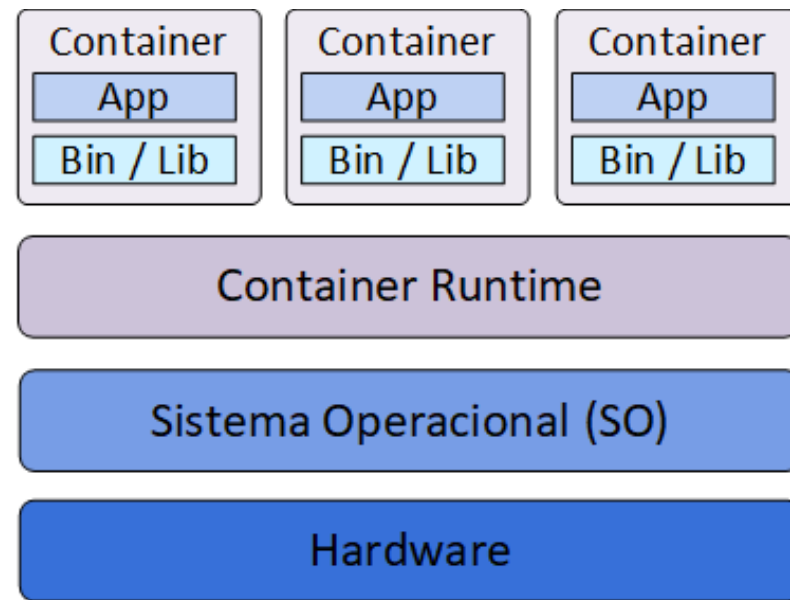 Container Container Container
App App App
Bin / Lib Bin / Lib Bin / Lib
Container Runtime
Sistema Operacional (SO)
Hardware